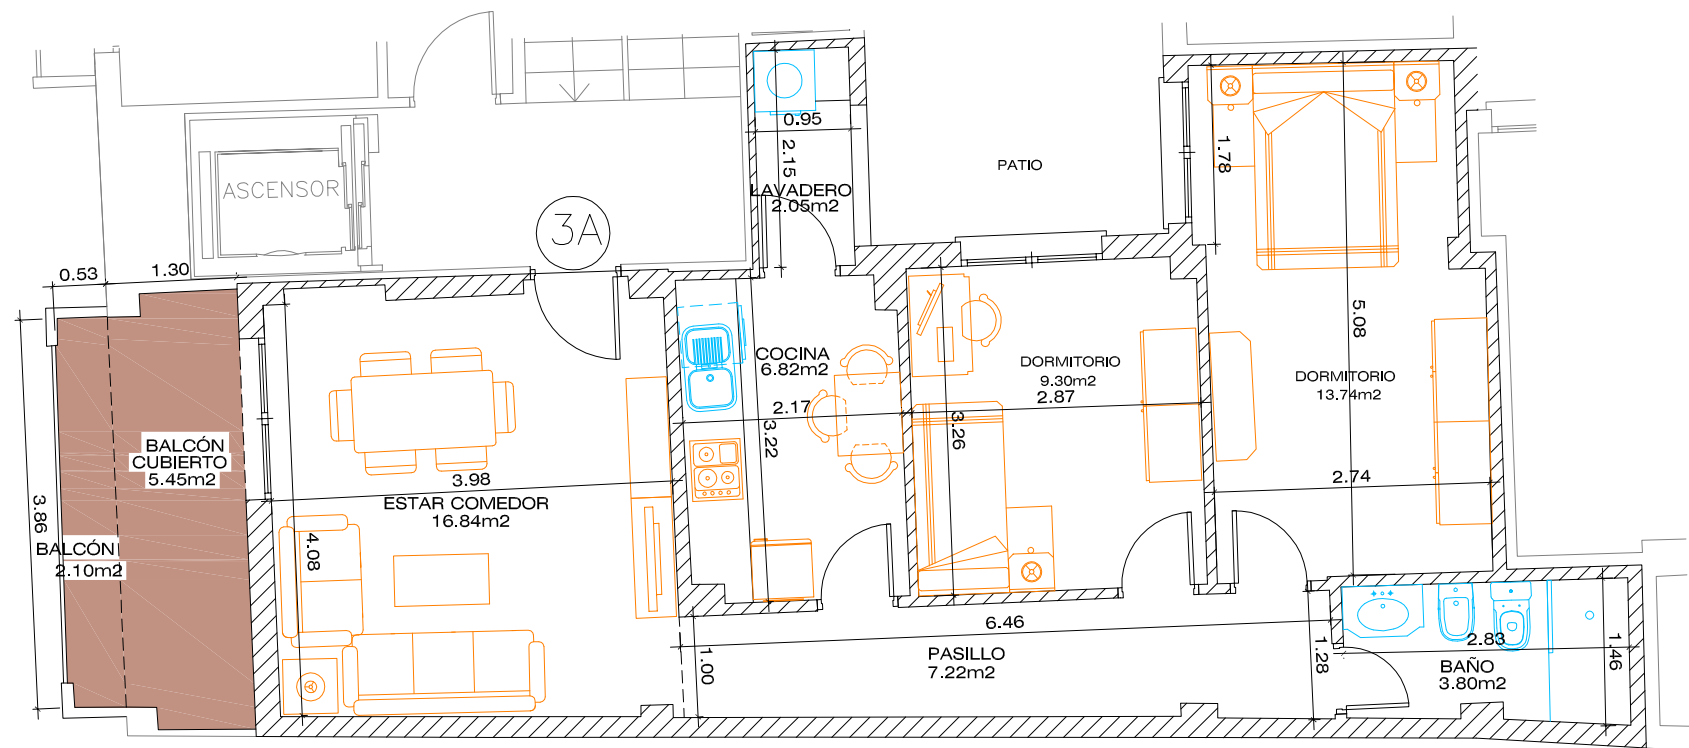 0.95
2.15
LAVADERO
2.05m2
PATIO
1.78
ASCENSOR
3A
0.53
1.30
5.08
COCINA
6.82m2
DORMITORIO
9.30m2
2.87
DORMITORIO
13.74m2
2.17
3.22
3.26
BALCÓN
CUBIERTO
5.45m2
3.98
ESTAR COMEDOR
16.84m2
2.74
3.86
4.08
BALCÓN
2.10m2
6.46
1.00
PASILLO
7.22m2
1.28
2.83
1.46
BAÑO
3.80m2